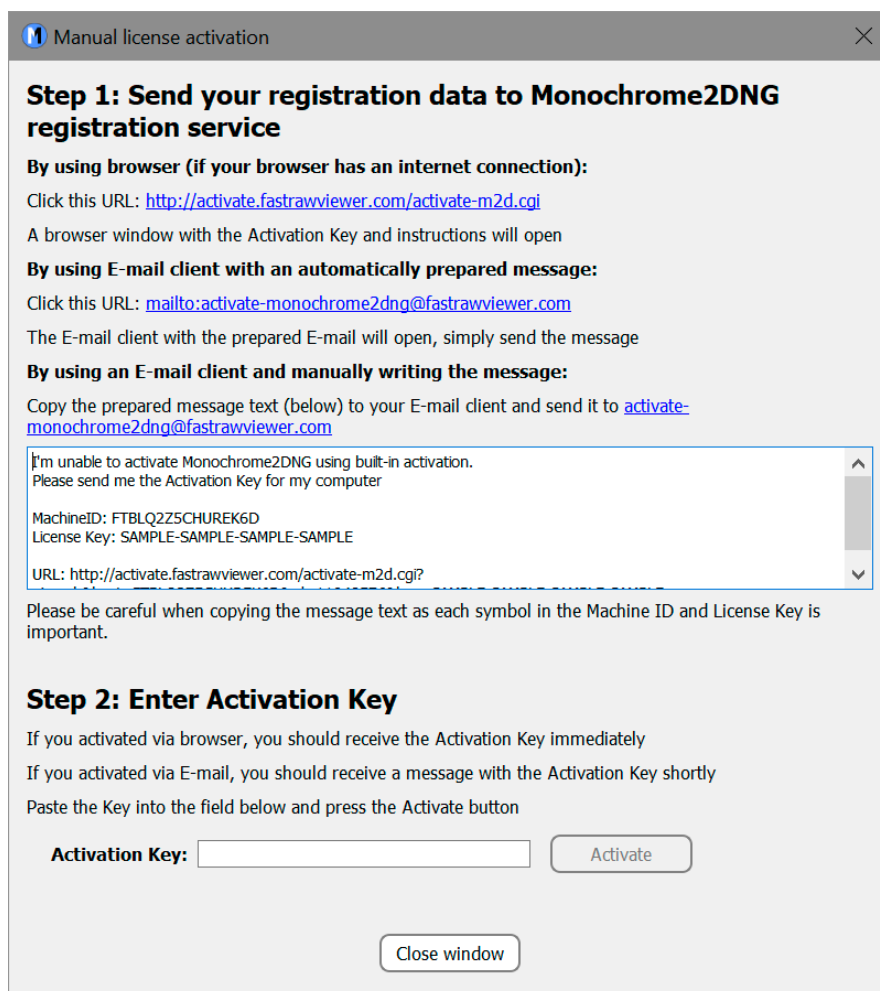 Manual license activation
Step 1: Send your registration data to Monochrome2DNG
registration service
By using browser (if your browser has an internet connection):
Click this URL: http://activate.fastrawviewer.com/activate-m2d.cgi
A browser window with the Activation Key and instructions will open
By using E-mail client with an automatically prepared message:
Click this URL: mailto:activate-monochrome2dng@fastrawviewer.com
The E-mail client with the prepared E-mail will open, simply send the message
By using an E-mail client and manually writing the message:
Copy the prepared message text (below) to your E-mail client and send it to activate-
monochrome2dng@fastrawviewer.com
I'm unable to activate Monochrome2DNG using built-in activation.
Please send me the Activation Key for my computer
MachineID: FTBLQ2Z5CHUREK6D
License Key: SAMPLE-SAMPLE-SAMPLE-SAMPLE
URL: http://activate.fastrawviewer.com/activate-m2d.cgi?
Please be careful when copying the message text as each symbol in the Machine ID and License Key is
important.
Step 2: Enter Activation Key
If you activated via browser, you should receive the Activation Key immediately
If you activated via E-mail, you should receive a message with the Activation Key shortly
Paste the Key into the field below and press the Activate button
Activation Key:
Activate
Close window